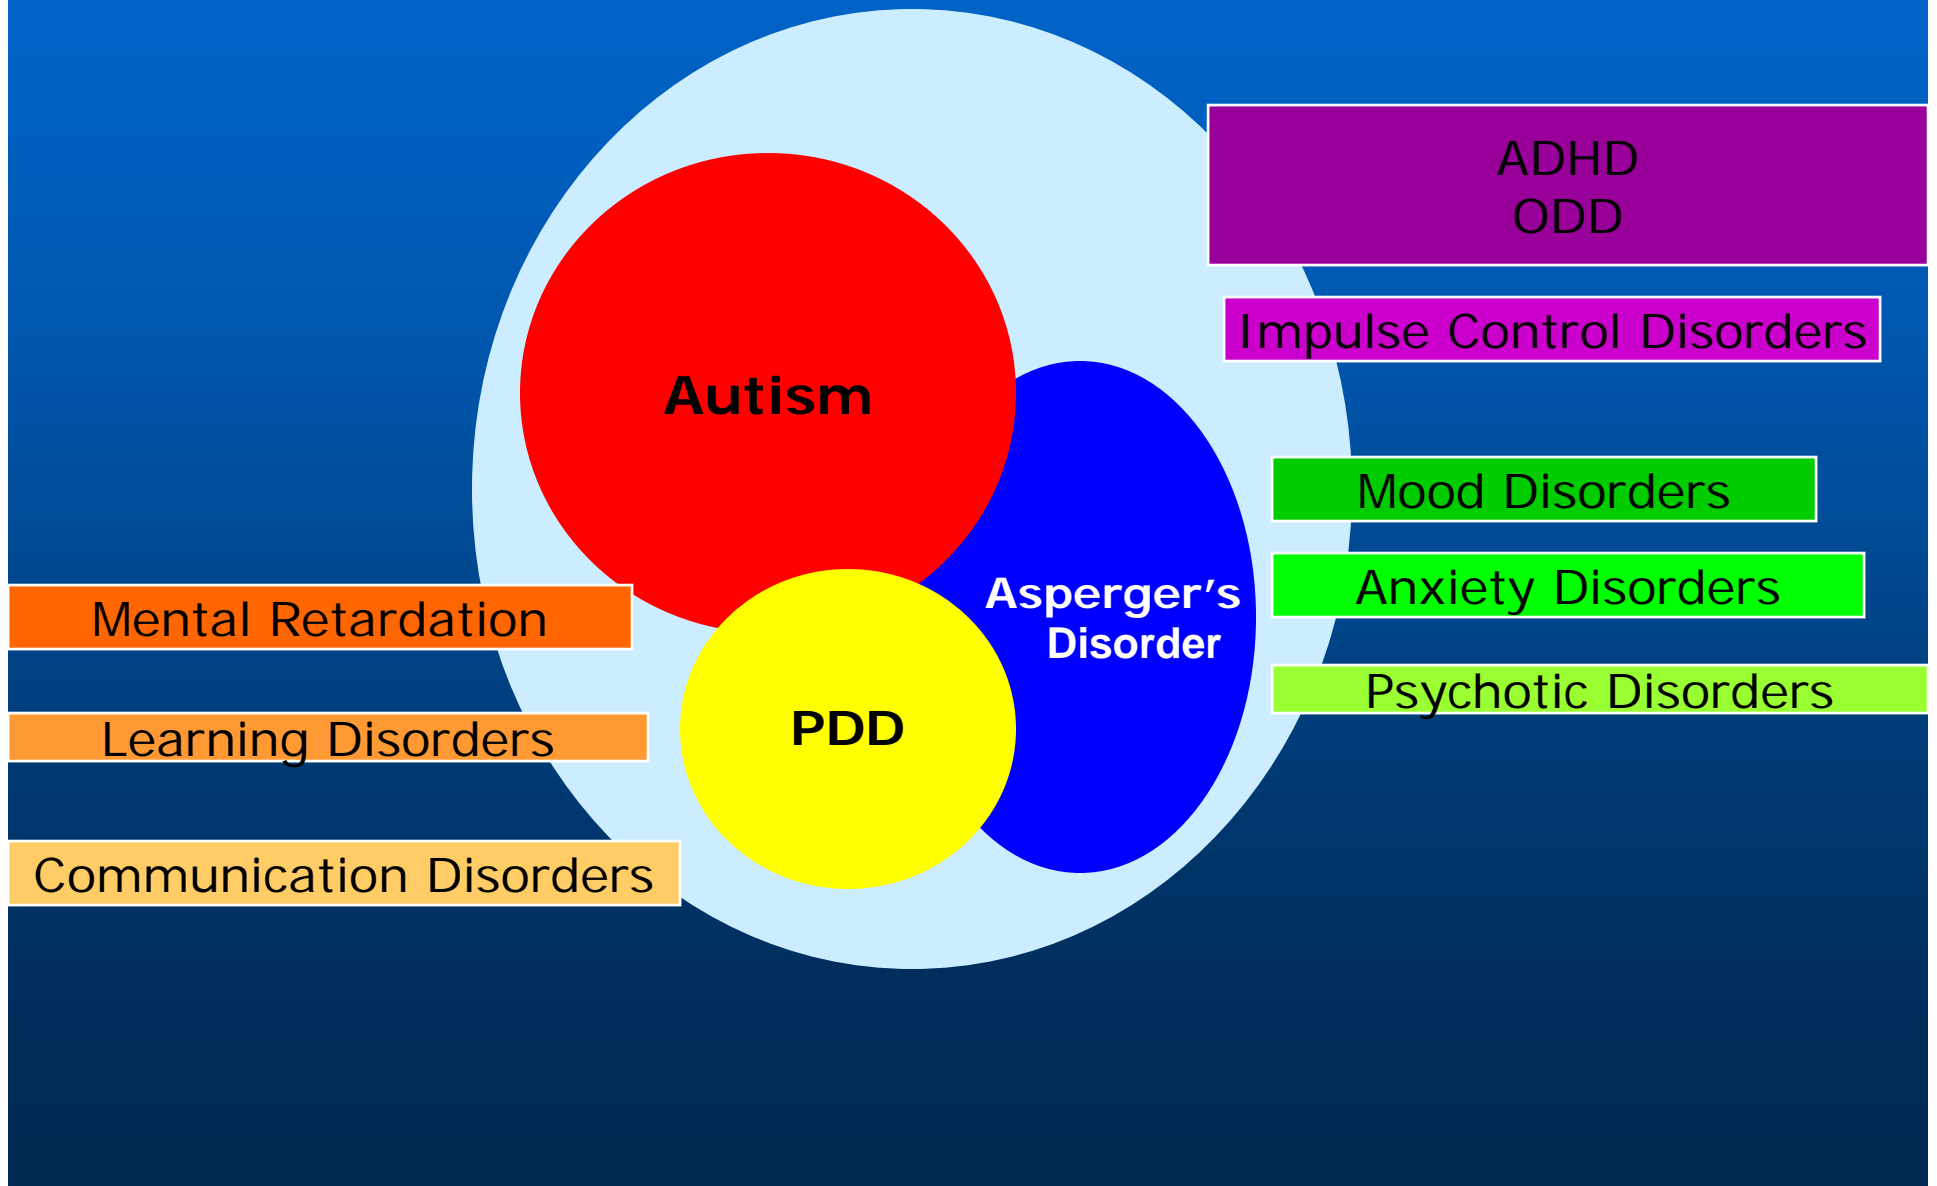 ADHD
ODD
Impulse Control Disorders
Autism
Mood Disorders
Asperger’s
Disorder
Anxiety Disorders
Mental Retardation
Psychotic Disorders
PDD
Learning Disorders
Communication Disorders